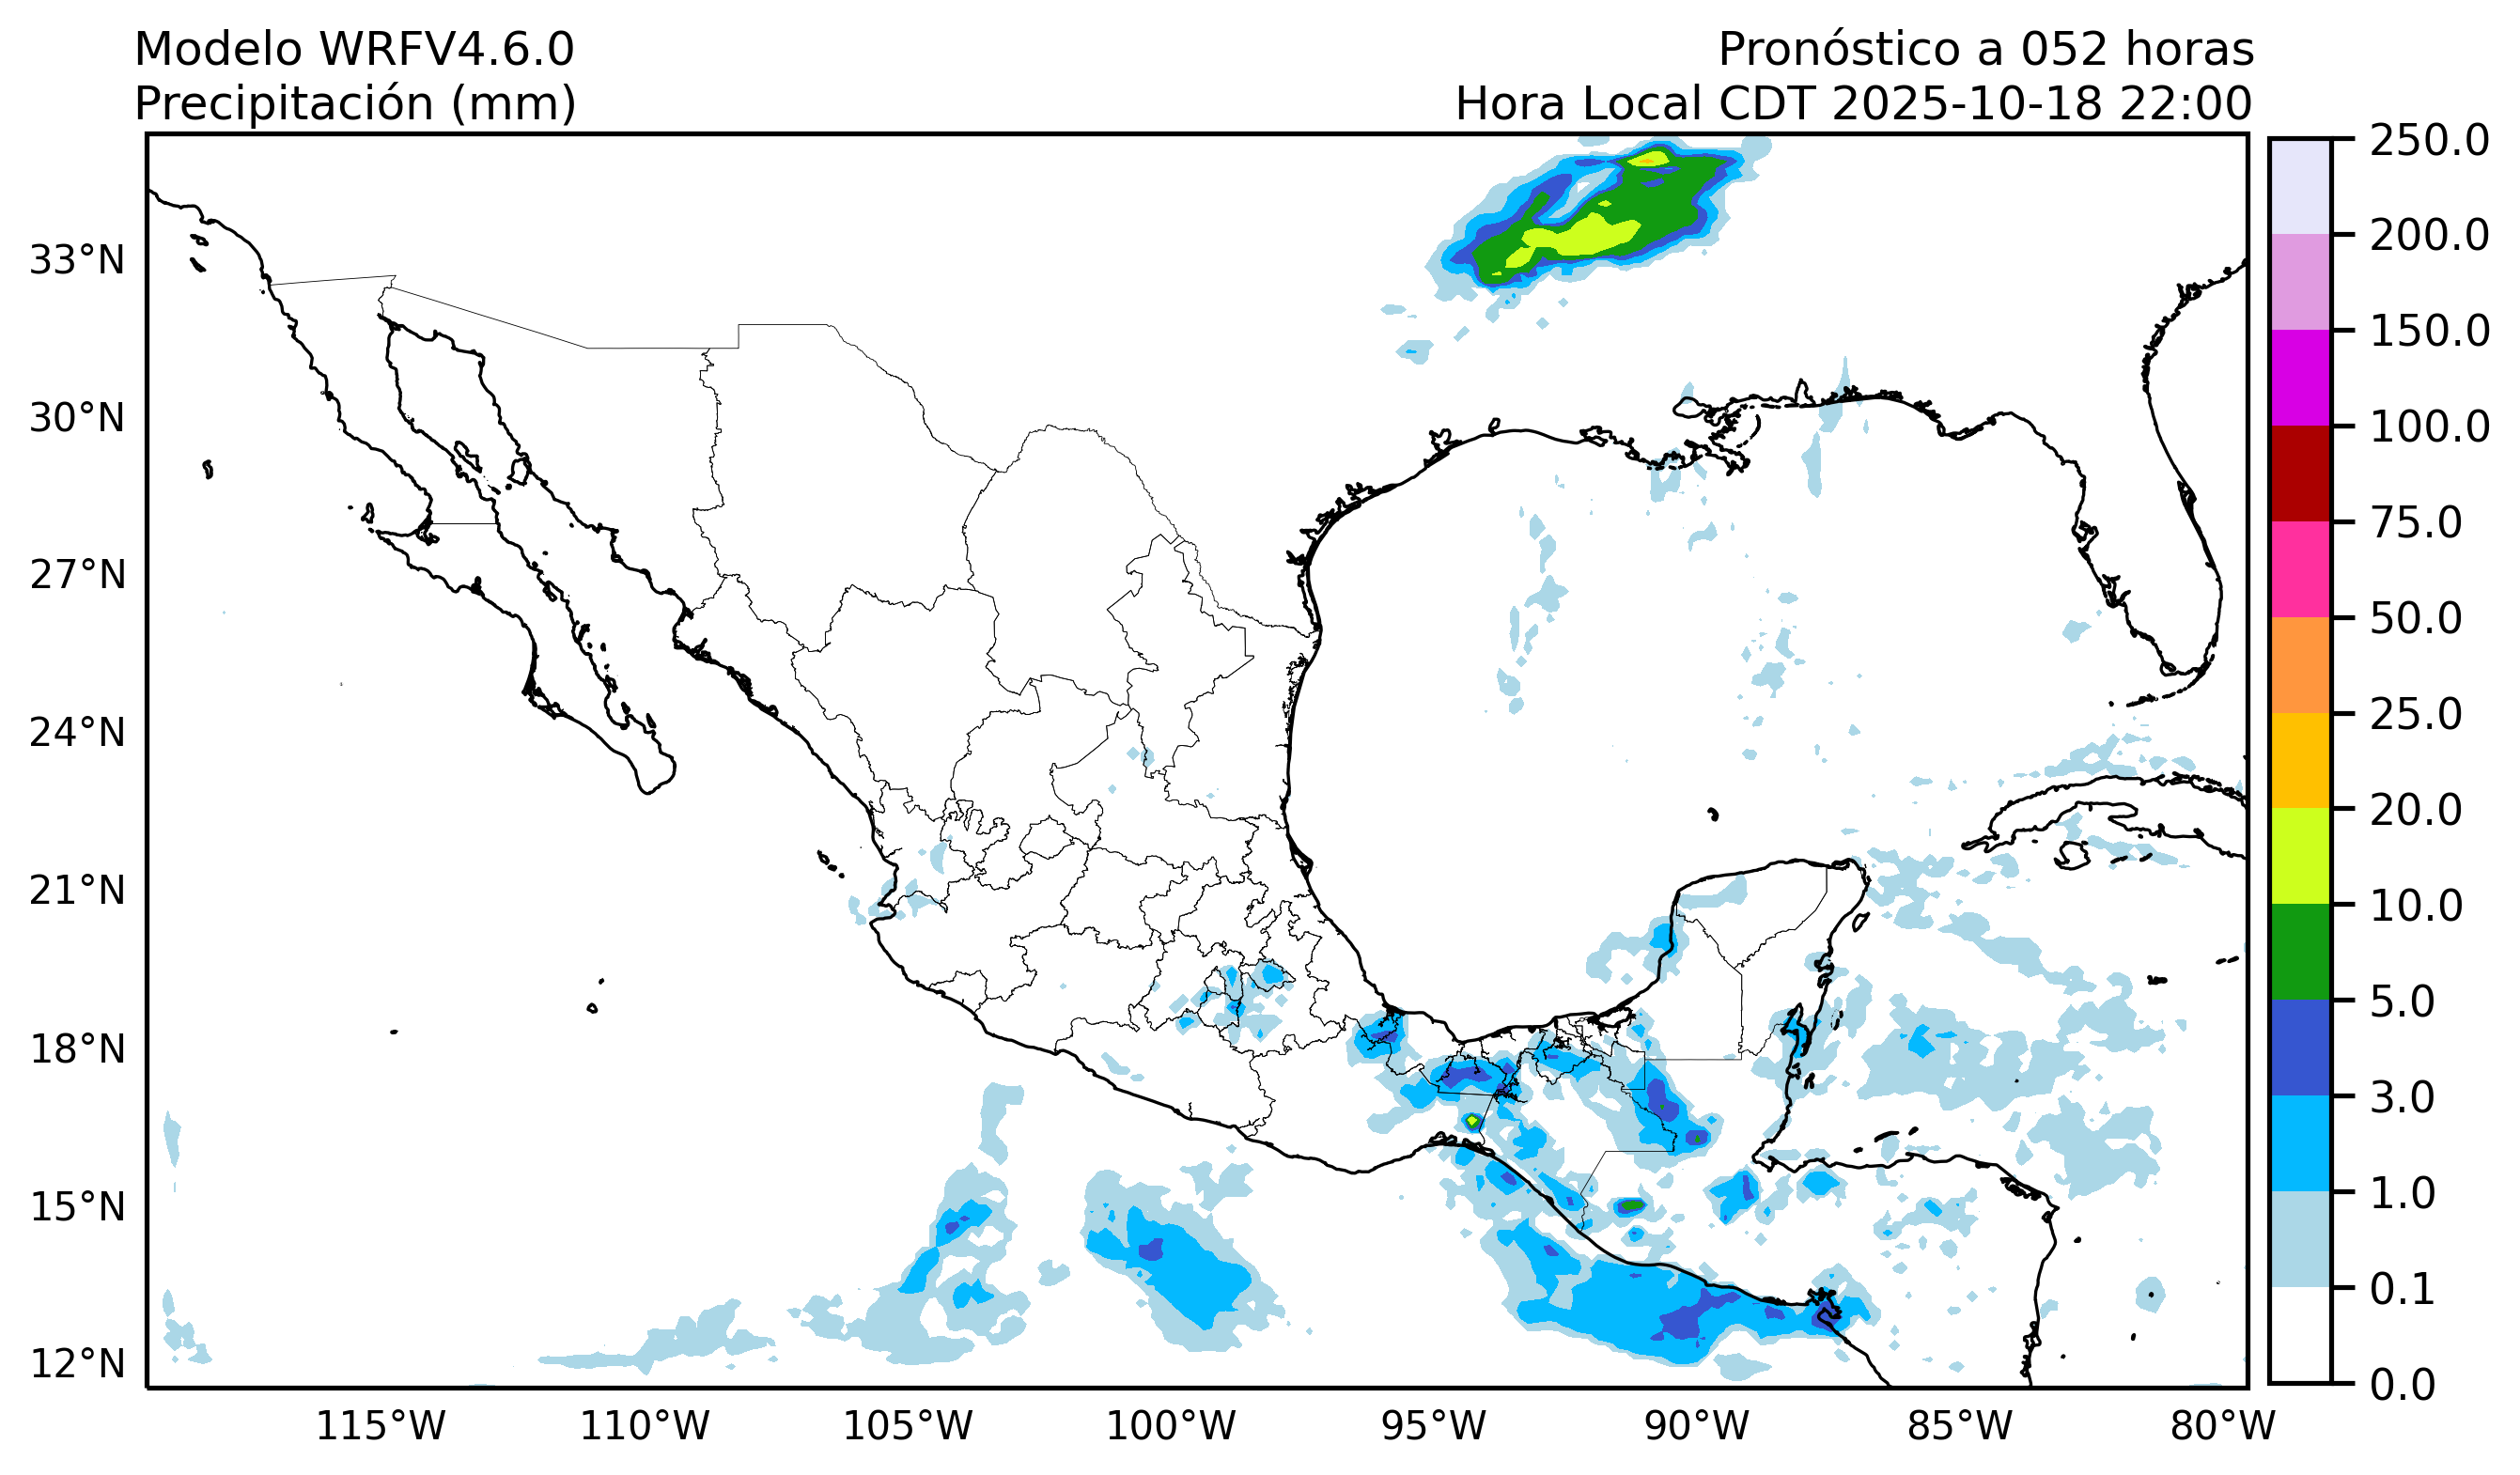 Modelo WRFV4.6.0
Precipitación (mm)
Pronóstico a 052 horas
Hora Local CDT 2025-10-18 22:00
33°N
30°N
27°N
24°N
21°N
18°N
15°N
12°N
115°W
110°W
105°W
100°W
95°W
90°W
85°W
80°W
250.0
200.0
150.0
100.0
75.0
50.0
25.0
20.0
10.0
5.0
3.0
1.0
0.1
0.0